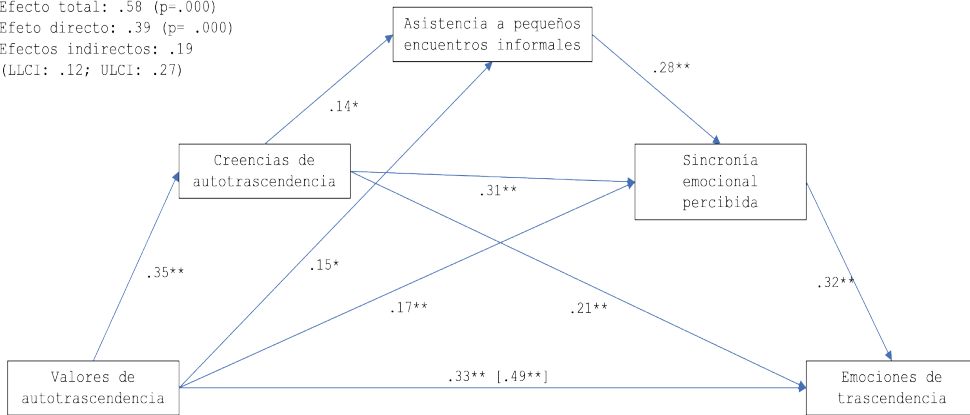 Efecto total: .58 (p=.000)
Efeto directo: .39 (p= .000)
Efectos indirectos: .19
(LLCI: .12; ULCI: .27)
Asistencia a pequeños
encuentros informales
.28**
.14*
Creencias de
autotrascendencia
Sincronía
emocional
percibida
.31**
.35**
.15*
.17**
.21**
.32**
Valores de
autotrascendencia
.33** [.49**]
Emociones de
trascendencia